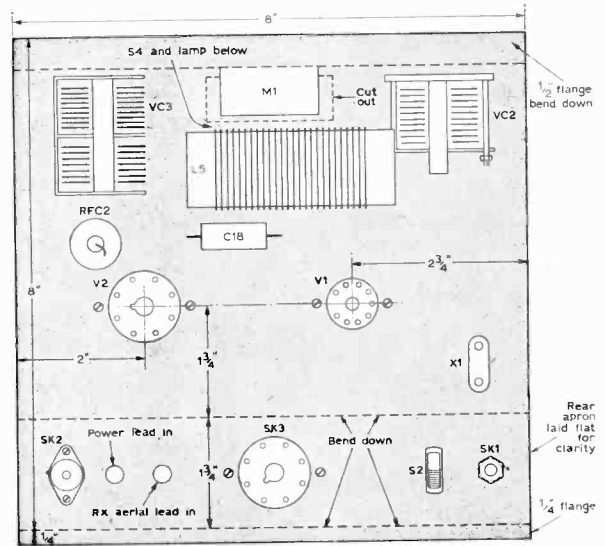 8"
S4 and lamp below
M1
Cut
out
1/2" flange
bend down
VC3
VC2
L5
RFC2
C18
V2
V1
2 3/4"
8"
2"
1 3/4"
X1
Rear
apron
laid flat
for
clarity
SK2
Power lead in
SK3
Bend down
1 3/4"
S2
SK1
RX aerial lead in
1/4" flange
1/4"